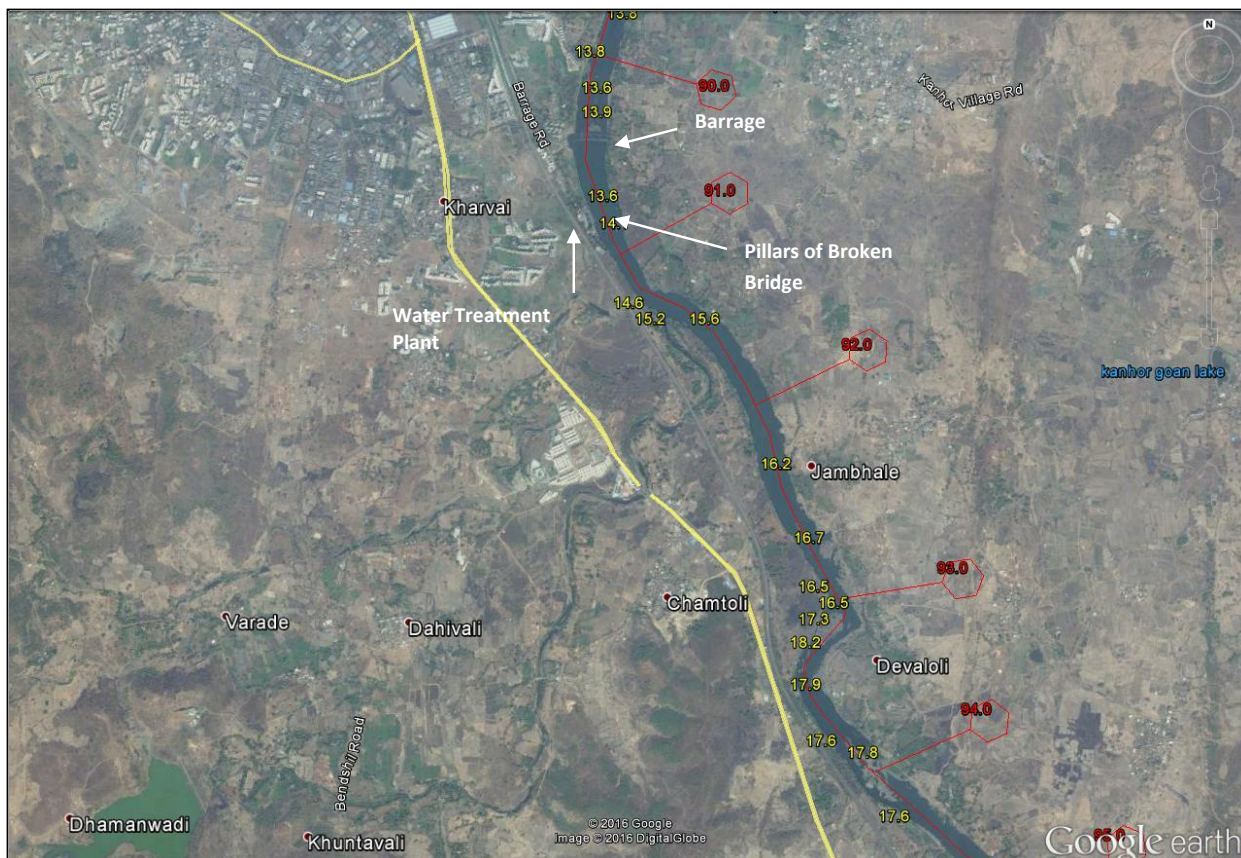 13.8
N
13.8
90.0
13.6
13.9
Barrage Rd
Kanhor Village Rd
Barrage
13.6
91.0
Kharvai
Pillars of Broken
Bridge
14.6
15.2
15.6
Water Treatment
Plant
92.0
kanhor goan lake
16.2
Jambhale
16.7
93.0
16.5
16.5
17.3
Chamtoli
Varade
Dahivali
18.2
Devaloli
17.9
94.0
17.6
17.8
Bendshil Road
17.6
Dhamanwadi
Khuntavali
© 2016 Google
Image © 2016 DigitalGlobe
Google earth
95.0